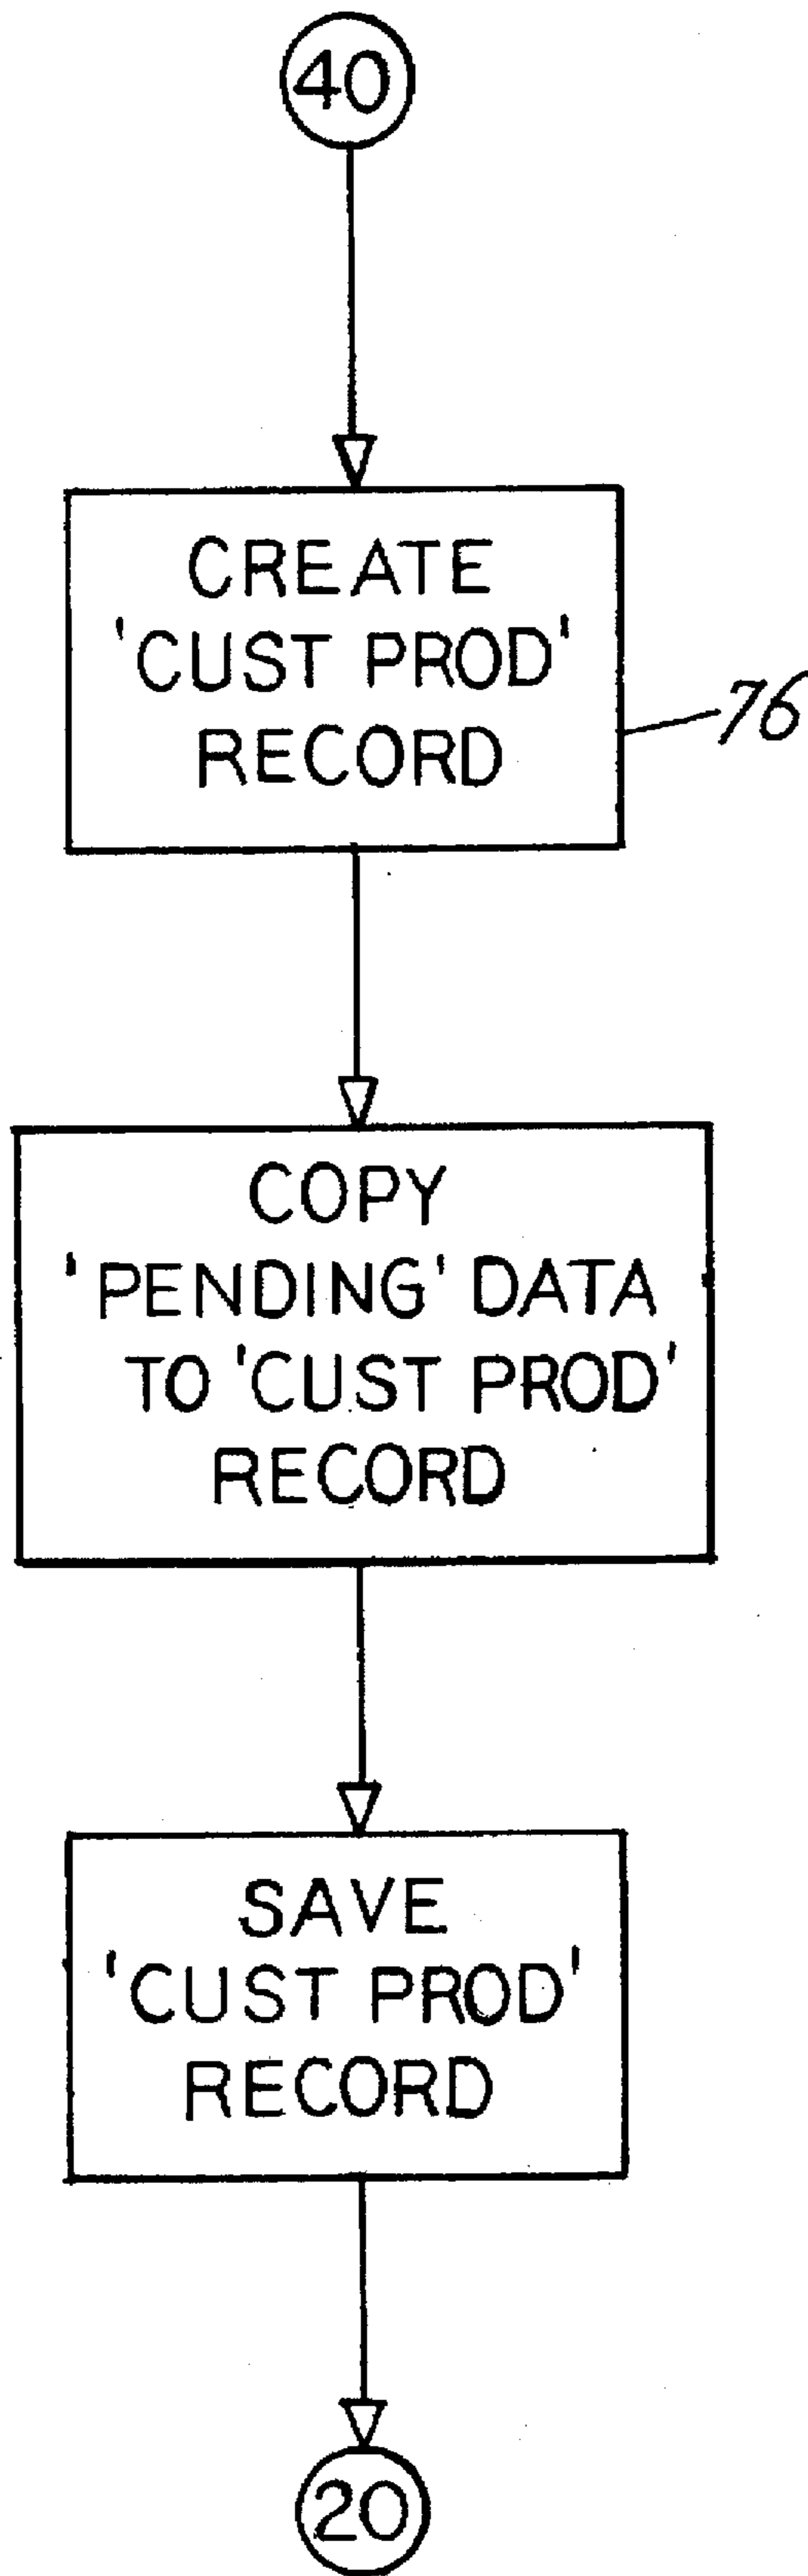 40
CREATE
'CUST PROD'
RECORD
76
COPY
'PENDING' DATA
TO 'CUST PROD'
RECORD
SAVE
'CUST PROD'
RECORD
20